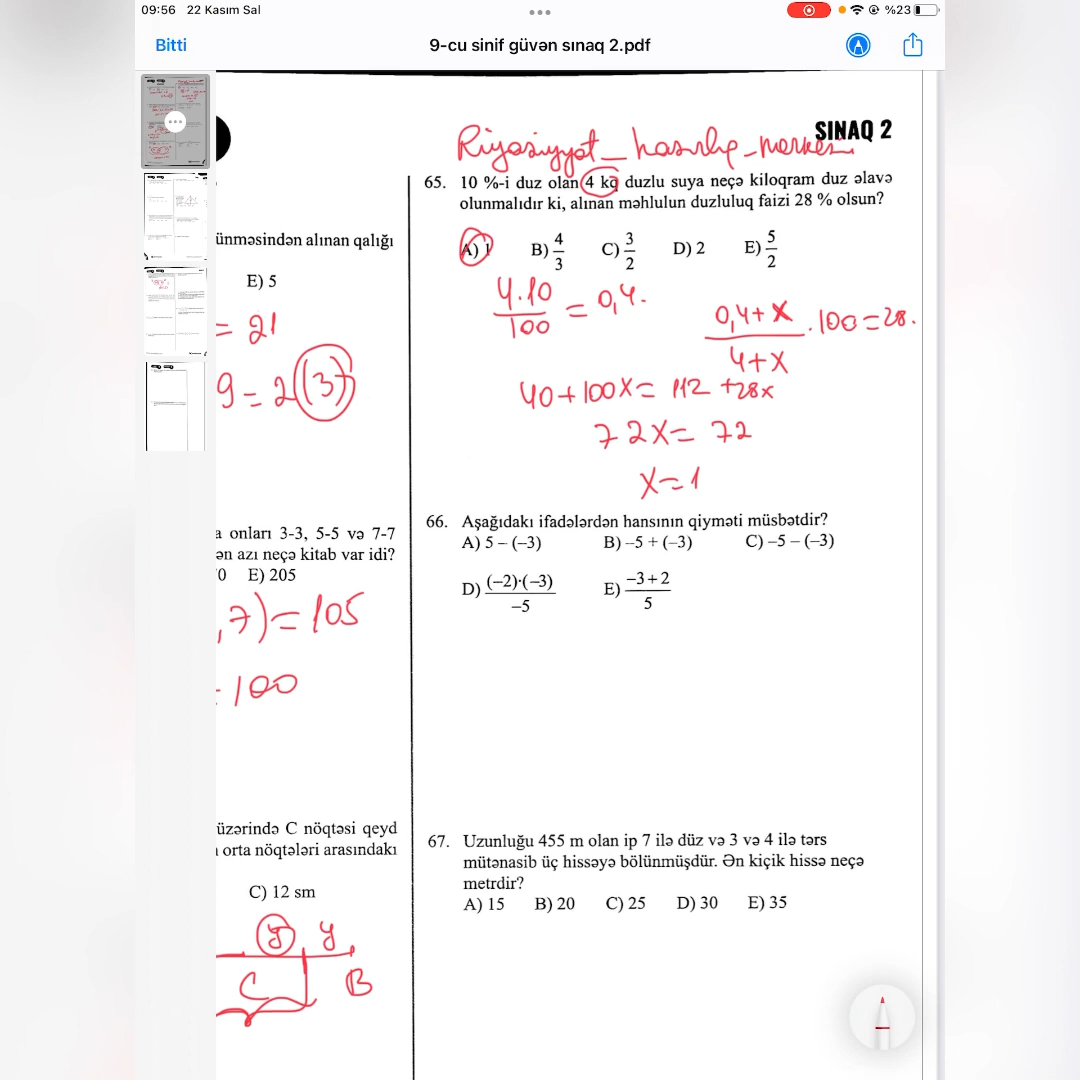 09:56 22 Kasım Sal
%23
Bitti
9-cu sinif güvən sınaq 2.pdf
ünməsindən alınan qalığı
E) 5
= 21
9 = 2(3)
a onları 3-3, 5-5 və 7-7
ən azı neçə kitab var idi?
0 E) 205
, 7) = 105
= 100
üzərində C nöqtəsi qeyd
orta nöqtələri arasındakı
C) 12 sm
y y
C B
SINAQ 2
Riyaziyyat_hazırlıq_merkezi
65. 10 %-i duz olan 4 kq duzlu suya neçə kiloqram duz əlavə
olunmalıdır ki, alınan məhlulun duzluluq faizi 28 % olsun?
A) 1 B) 4/3 C) 3/2 D) 2 E) 5/2
4.10/100 = 0,4.
0,4+x/4+x .100=28.
40+100x= 112 +28x
72x= 72
x=1
66. Aşağıdakı ifadələrdən hansının qiyməti müsbətdir?
A) 5 – (–3) B) –5 + (–3) C) –5 – (–3)
D) (–2)·(–3)/–5 E) –3+2/5
67. Uzunluğu 455 m olan ip 7 ilə düz və 3 və 4 ilə tərs
mütənasib üç hissəyə bölünmüşdür. Ən kiçik hissə neçə
metrdir?
A) 15 B) 20 C) 25 D) 30 E) 35